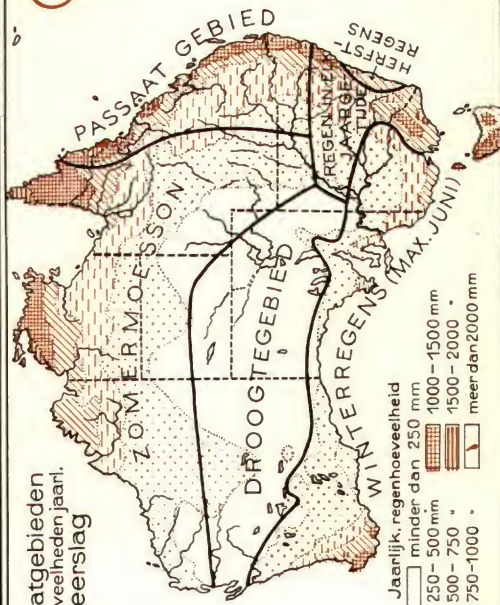 atgebieden
veelheden jaarl.
eerslag
PASSAAT GEBIED
HERFST-
REGENS
REGEN IN ELK
JAARGE-
TIJDE
ZOMERMOESSON
DROOGTEGEBIED
WINTERREGENS (MAX. JUNI)
Jaarlijk. regenhoeveelheid
minder dan 250 mm
250- 500 mm
500 - 750 "
750-1000 "
1000-1500 mm
1500-2000 "
meer dan 2000 mm